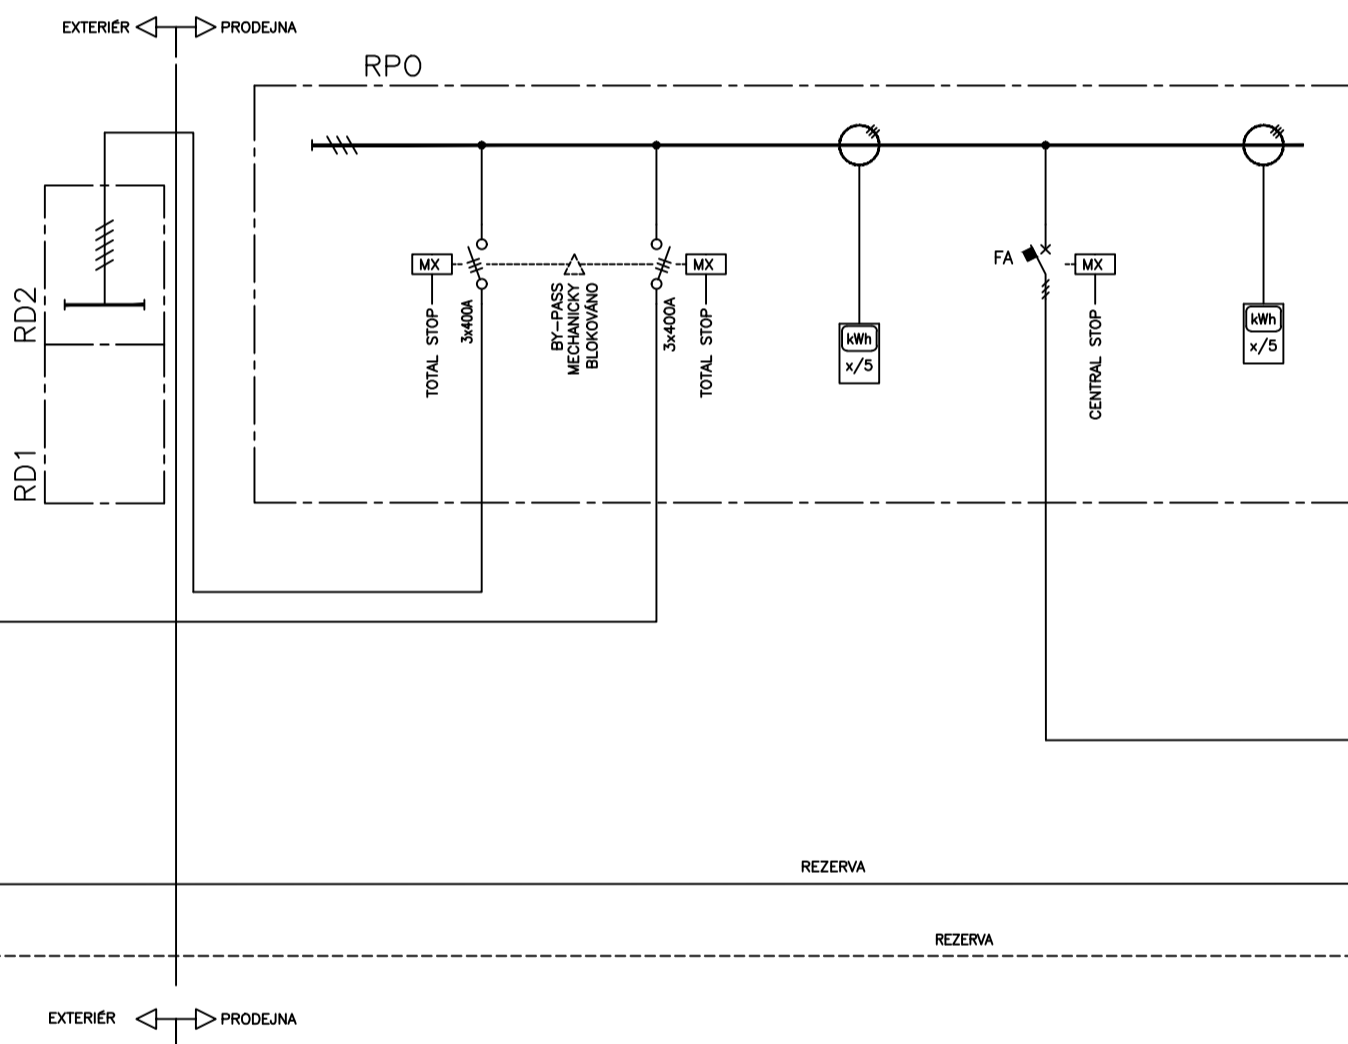 EXTERIÉR
PRODEJNA
RPO
RD2
RD1
MX
TOTAL STOP
3x400A
BY-PASS
MECHANICKY
BLOKOVÁNO
3x400A
MX
TOTAL STOP
kWh
x/5
FA
MX
CENTRAL STOP
kWh
x/5
REZERVA
REZERVA
EXTERIÉR
PRODEJNA